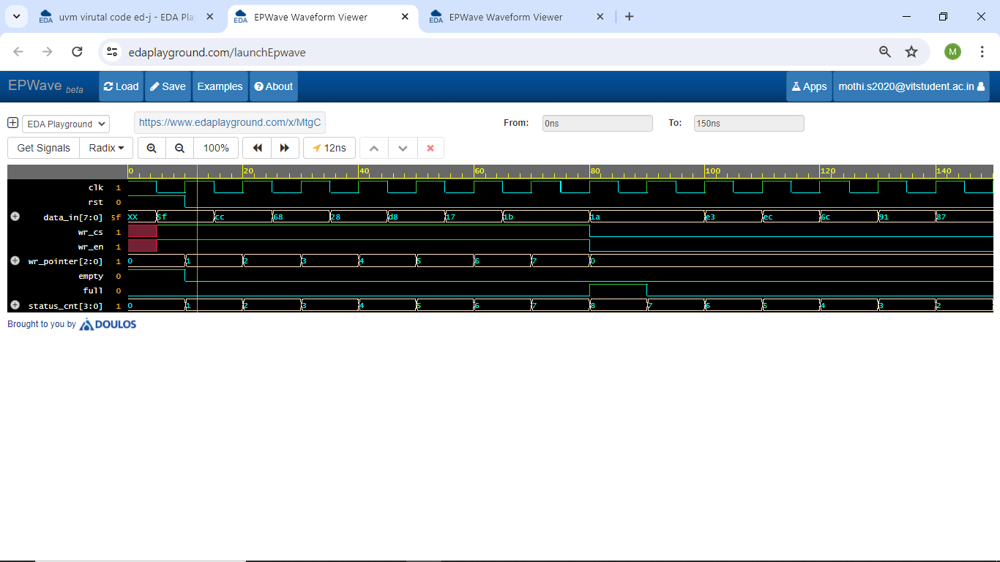 uvm virutal code ed-j - EDA Pla
EPWave Waveform Viewer
EPWave Waveform Viewer
edaplayground.com/launchEpwave
M
EPWave beta
Load
Save
Examples
About
Apps
mothi.s2020@vitstudent.ac.in
EDA Playground
https://www.edaplayground.com/x/MtgC
From:
0ns
To:
150ns
Get Signals
Radix
100%
12ns
0 20 40 60 80 100 120 140
clk 1
rst 0
data_in[7:0] 5f XX 5f cc 68 28 d8 17 1b 1a e3 ec 6c 91 87
wr_cs 1
wr_en 1
wr_pointer[2:0] 1 0 1 2 3 4 5 6 7 0
empty 0
full 0
status_cnt[3:0] 1 0 1 2 3 4 5 6 7 8 7 6 5 4 3 2
Brought to you by DOULOS